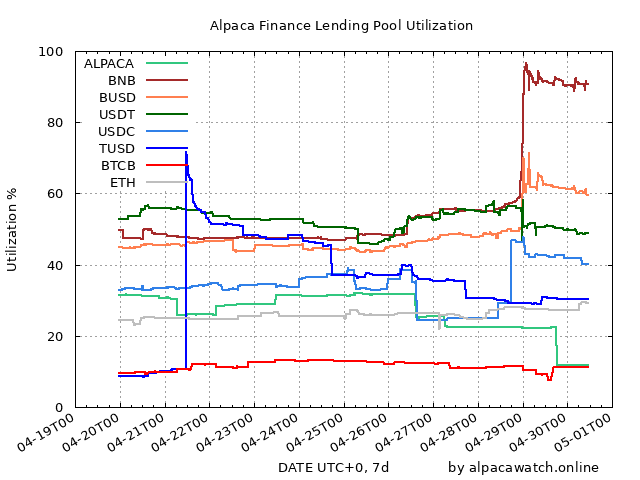 Alpaca Finance Lending Pool Utilization
Utilization %
100
80
60
40
20
0
ALPACA
BNB
BUSD
USDT
USDC
TUSD
BTCB
ETH
04-19T00
04-20T00
04-21T00
04-22T00
04-23T00
04-24T00
04-25T00
04-26T00
04-27T00
04-28T00
04-29T00
04-30T00
05-01T00
DATE UTC+0, 7d
by alpacawatch.online